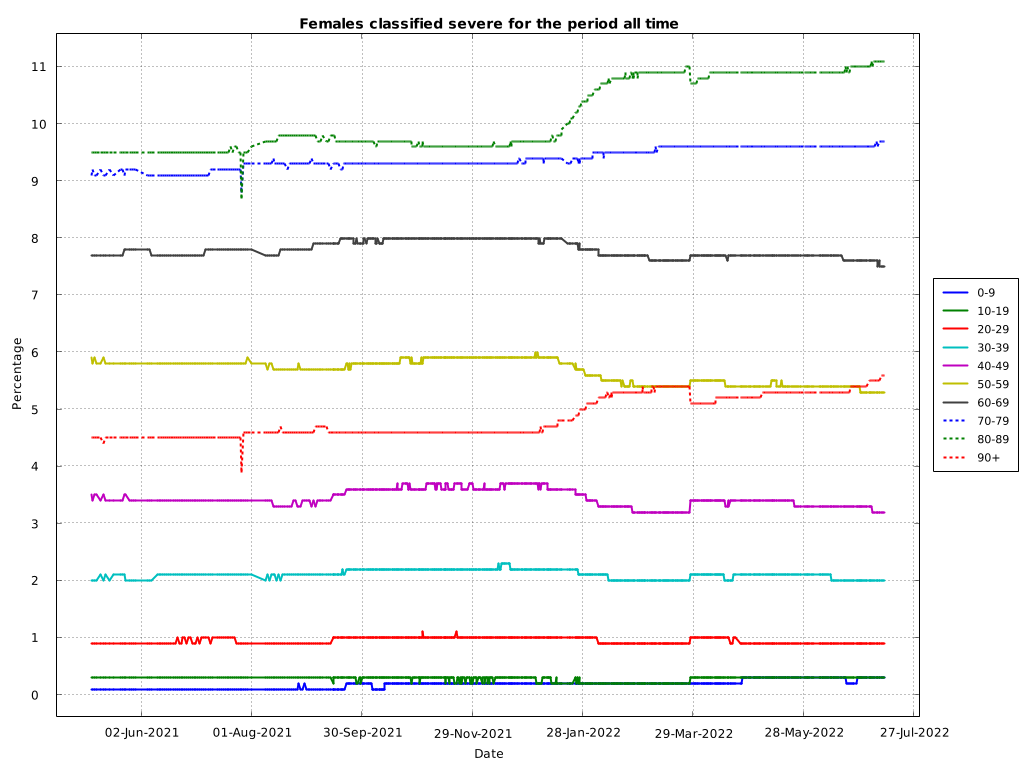 Females classified severe for the period all time
11
10
9
8
7
6
5
4
3
2
1
0
Percentage
02-Jun-2021
01-Aug-2021
30-Sep-2021
29-Nov-2021
28-Jan-2022
29-Mar-2022
28-May-2022
27-Jul-2022
Date
0-9
10-19
20-29
30-39
40-49
50-59
60-69
70-79
80-89
90+